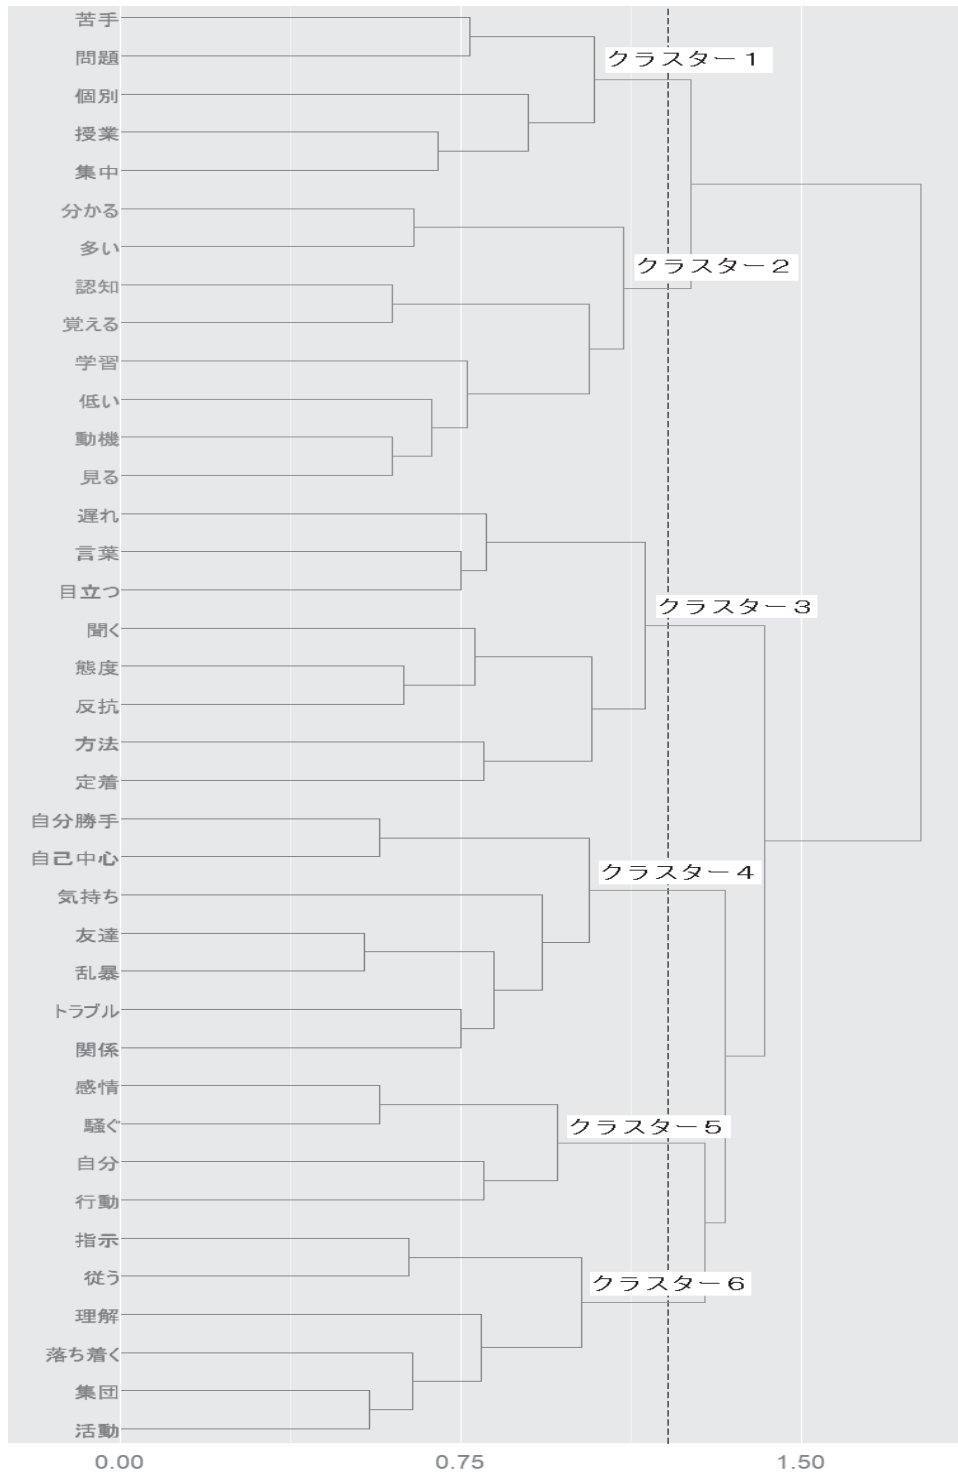 苦手
問題
クラスター1
個別
授業
集中
分かる
多い
クラスター2
認知
覚える
学習
低い
動機
見る
遅れ
言葉
目立つ
クラスター3
聞く
態度
反抗
方法
定着
自分勝手
自己中心
クラスター4
気持ち
友達
乱暴
トラブル
関係
感情
騒ぐ
クラスター5
自分
行動
指示
従う
クラスター6
理解
落ち着く
集団
活動
0.00 0.75 1.50